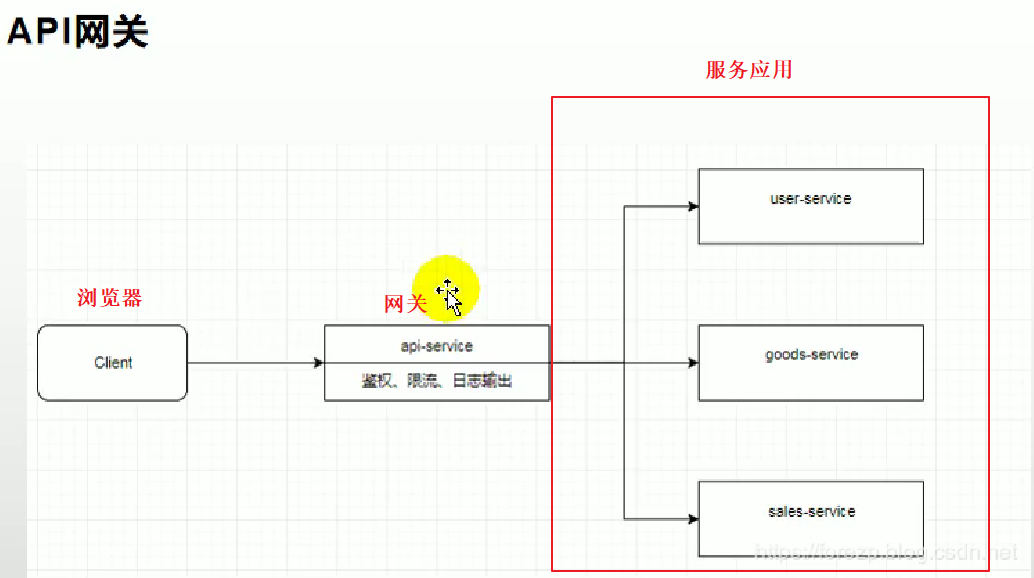 API网关
服务应用
user-service
浏览器
网关
Client
api-service
鉴权、限流、日志输出
goods-service
sales-service
https://forezp.blog.csdn.net